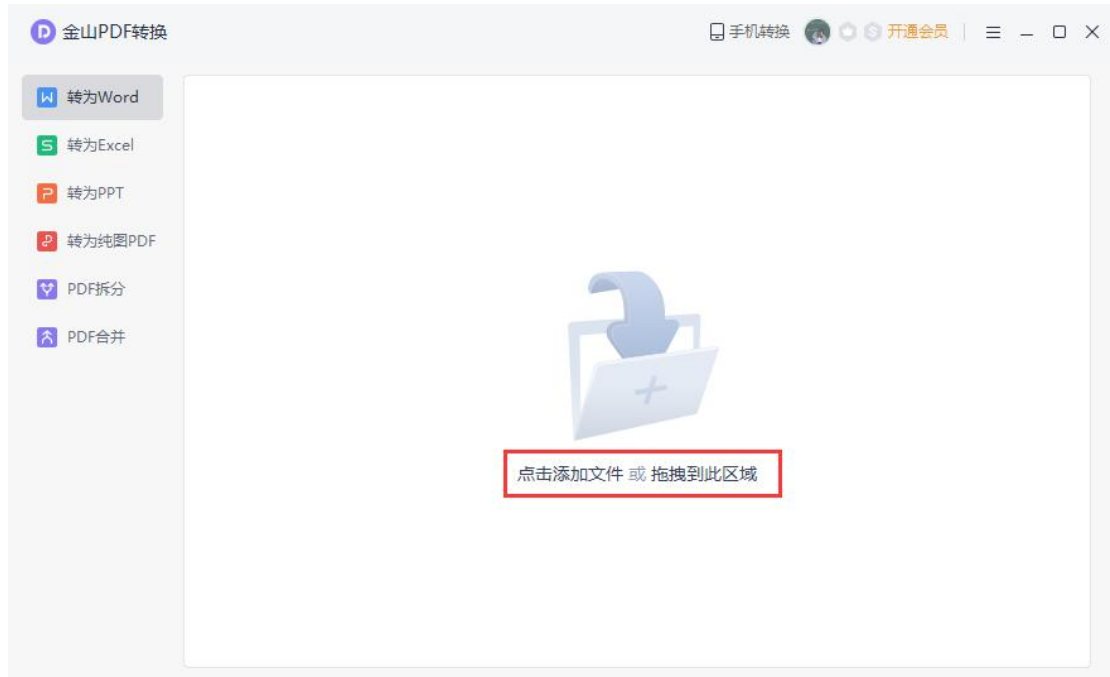 金山PDF转换
手机转换 开通会员
转为Word
转为Excel
转为PPT
转为纯图PDF
PDF拆分
PDF合并
点击添加文件 或 拖拽到此区域